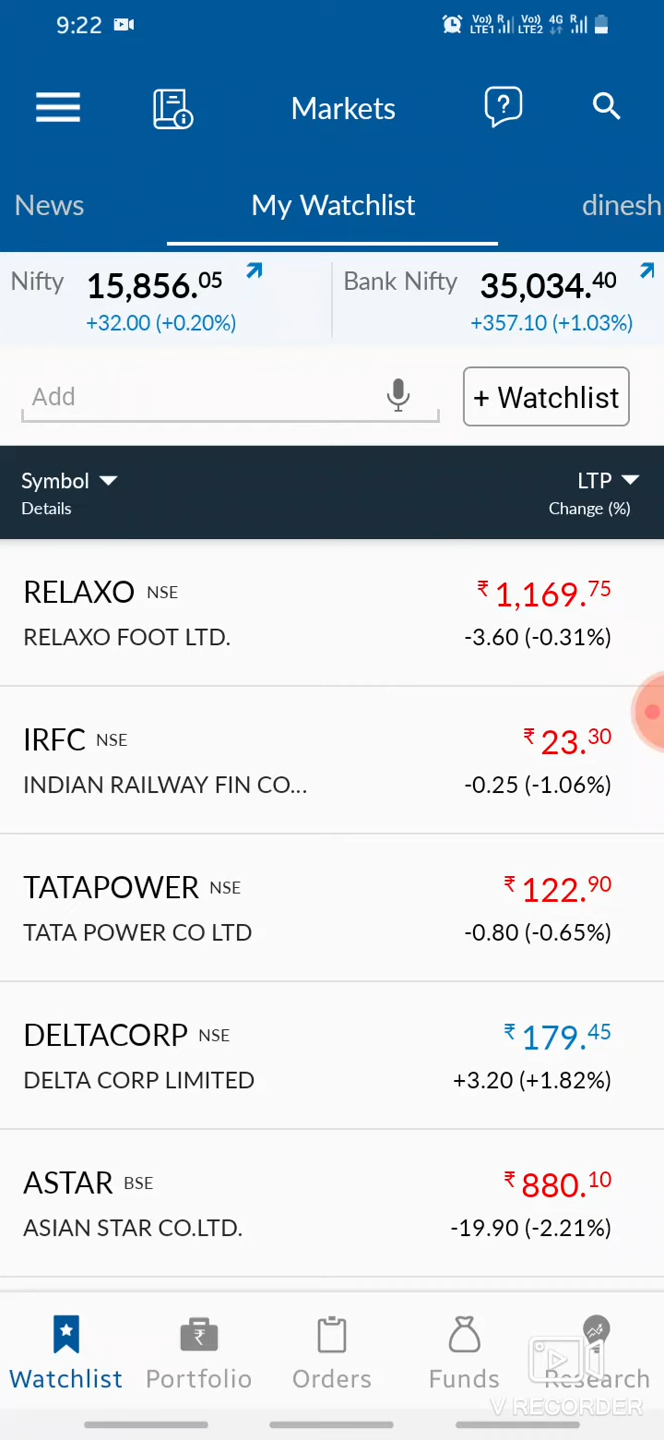 9:22 Vo) R LTE1 Vo) 4G R LTE2
Markets
News My Watchlist dinesh
Nifty 15,856.05 Bank Nifty 35,034.40
+32.00 (+0.20%) +357.10 (+1.03%)
Add + Watchlist
Symbol LTP
Details Change (%)
RELAXO NSE ₹1,169.75
RELAXO FOOT LTD. -3.60 (-0.31%)
IRFC NSE ₹23.30
INDIAN RAILWAY FIN CO... -0.25 (-1.06%)
TATAPOWER NSE ₹122.90
TATA POWER CO LTD -0.80 (-0.65%)
DELTACORP NSE ₹179.45
DELTA CORP LIMITED +3.20 (+1.82%)
ASTAR BSE ₹880.10
ASIAN STAR CO.LTD. -19.90 (-2.21%)
Watchlist Portfolio Orders Funds Research
V RECORDER